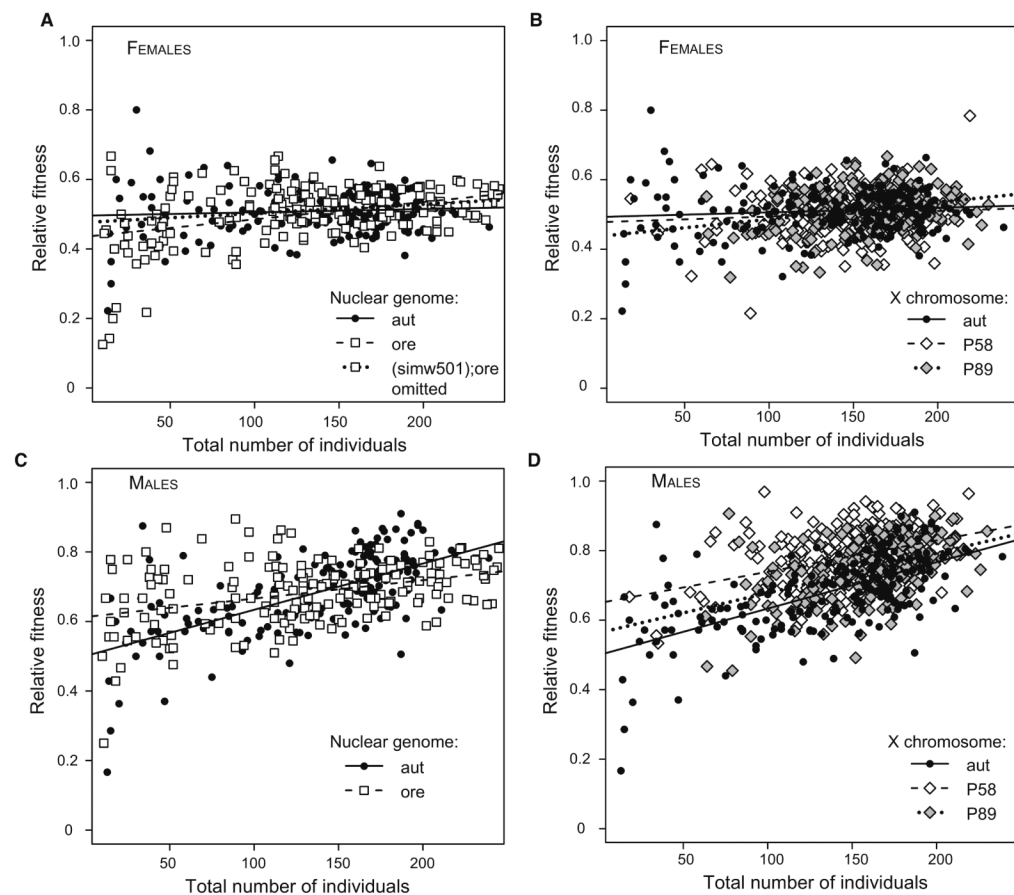 A
FEMALES
1.0
0.8
0.6
0.4
0.2
0
Relative fitness
50
100
150
200
Total number of individuals
Nuclear genome:
aut
ore
(simw501);ore
omitted
B
FEMALES
1.0
0.8
0.6
0.4
0.2
0
Relative fitness
50
100
150
200
Total number of individuals
X chromosome:
aut
P58
P89
C
MALES
1.0
0.8
0.6
0.4
0.2
0
Relative fitness
50
100
150
200
Total number of individuals
Nuclear genome:
aut
ore
D
MALES
1.0
0.8
0.6
0.4
0.2
0
Relative fitness
50
100
150
200
Total number of individuals
X chromosome:
aut
P58
P89